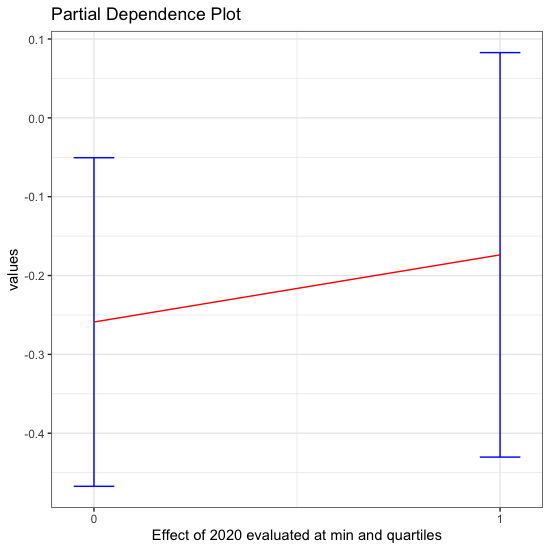 Partial Dependence Plot
0.1
0.0
-0.1
-0.2
-0.3
-0.4
values
0 1
Effect of 2020 evaluated at min and quartiles